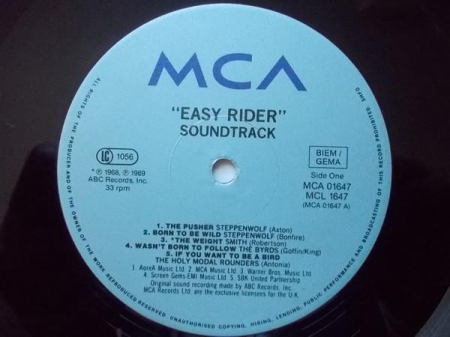 MCA
"EASY RIDER"
SOUNDTRACK
LC 1056
BIEM/
GEMA
*℗ 1968, ℗ 1969
ABC Records, Inc.
33 rpm
Side One
MCA 01647
MCL 1647
(MCA 01647 A)
1. THE PUSHER STEPPENWOLF (Axton)
2. BORN TO BE WILD STEPPENWOLF (Bonfire)
3. *THE WEIGHT SMITH (Robertson)
4. WASN'T BORN TO FOLLOW THE BYRDS (Goffin/King)
5. IF YOU WANT TO BE A BIRD
THE HOLY MODAL ROUNDERS (Antonia)
2. MCA Music Ltd. 3. Warner Bros. Music Ltd
4. Screen Gems-EMI Music Ltd. 5. SBK United Partnership
Original sound recording made by ABC Records, Inc.
MCA Records Ltd. are the exclusive licensees for the U.K.
ALL RIGHTS OF THE PRODUCER AND OF THE OWNER OF THE WORK REPRODUCED RESERVED. UNAUTHORISED COPYING, HIRING, LENDING, PUBLIC PERFORMANCE AND BROADCASTING OF THIS RECORD PROHIBITED.